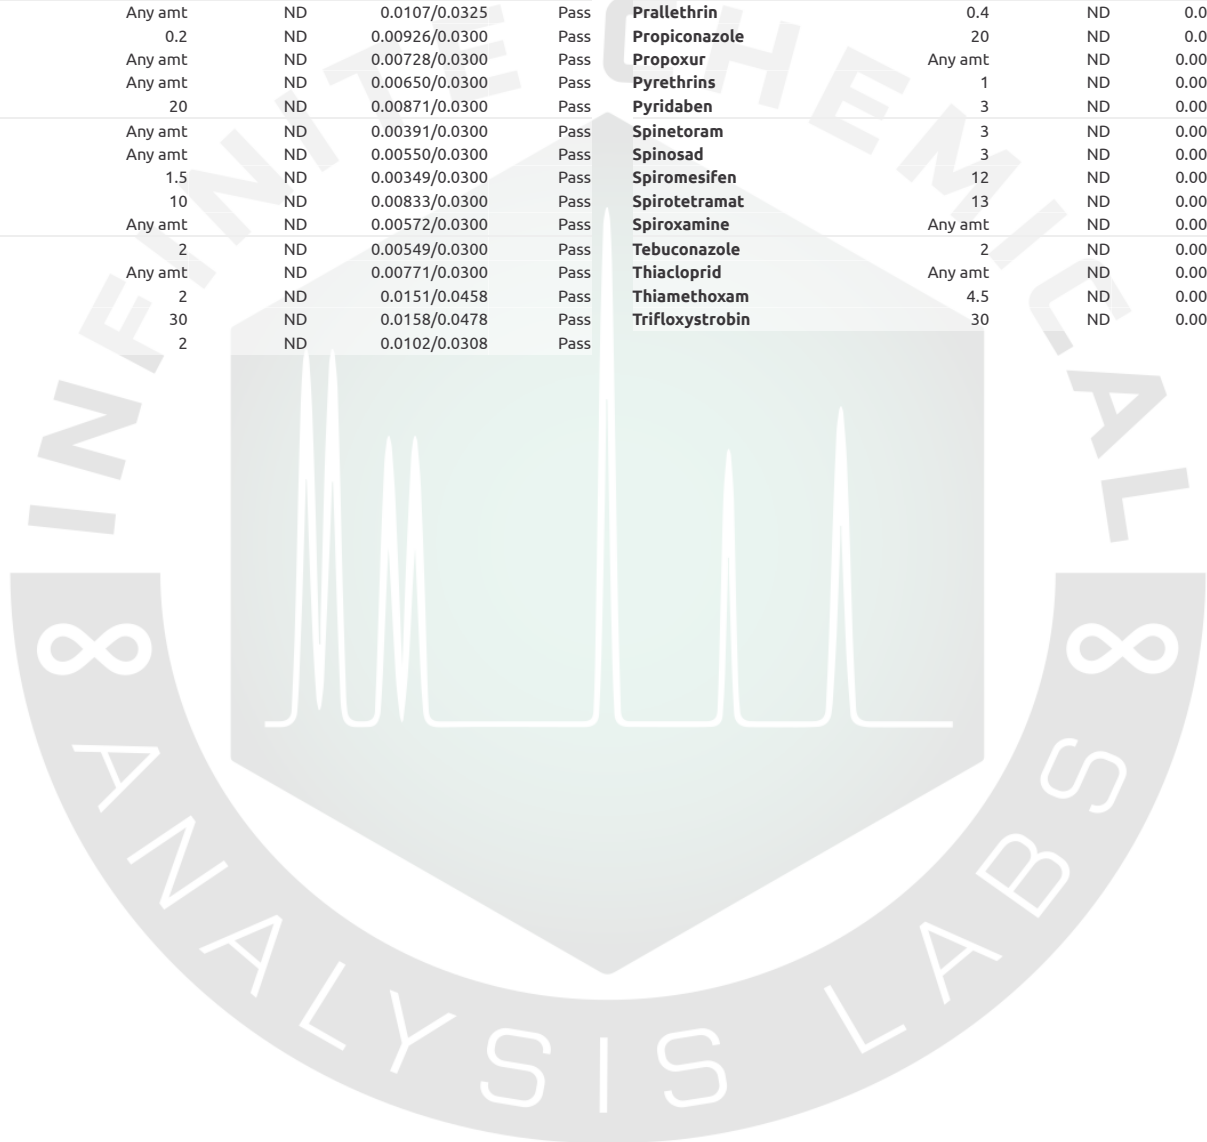 Any amt ND 0.0107/0.0325 Pass Prallethrin 0.4 ND 0.0
0.2 ND 0.00926/0.0300 Pass Propiconazole 20 ND 0.0
Any amt ND 0.00728/0.0300 Pass Propoxur Any amt ND 0.00
Any amt ND 0.00650/0.0300 Pass Pyrethrins 1 ND 0.00
20 ND 0.00871/0.0300 Pass Pyridaben 3 ND 0.00
Any amt ND 0.00391/0.0300 Pass Spinetoram 3 ND 0.00
Any amt ND 0.00550/0.0300 Pass Spinosad 3 ND 0.00
1.5 ND 0.00349/0.0300 Pass Spiromesifen 12 ND 0.00
10 ND 0.00833/0.0300 Pass Spirotetramat 13 ND 0.00
Any amt ND 0.00572/0.0300 Pass Spiroxamine Any amt ND 0.00
2 ND 0.00549/0.0300 Pass Tebuconazole 2 ND 0.00
Any amt ND 0.00771/0.0300 Pass Thiacloprid Any amt ND 0.00
2 ND 0.0151/0.0458 Pass Thiamethoxam 4.5 ND 0.00
30 ND 0.0158/0.0478 Pass Trifloxystrobin 30 ND 0.00
2 ND 0.0102/0.0308 Pass
INFINITE CHEMICAL
∞ ANALYSIS LABS ∞